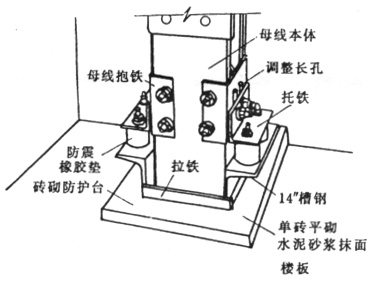 母线本体
母线抱铁
调整长孔
托铁
防震
橡胶垫
拉铁
砖砌防护台
14"槽钢
单砖平砌
水泥砂浆抹面
楼板